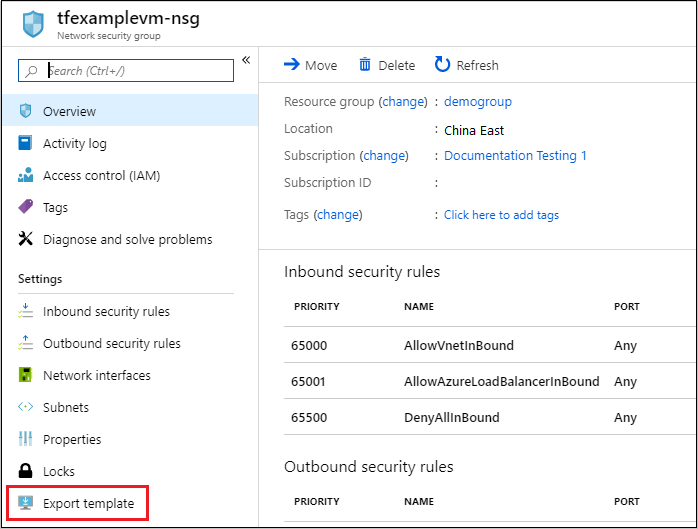 tfexamplevm-nsg
Network security group
«
Search (Ctrl+/)
Overview
Activity log
Access control (IAM)
Tags
Diagnose and solve problems
Settings
Inbound security rules
Outbound security rules
Network interfaces
Subnets
Properties
Locks
Export template
Move Delete Refresh
Resource group (change) : demogroup
Location : China East
Subscription (change) : Documentation Testing 1
Subscription ID :
Tags (change) : Click here to add tags
Inbound security rules
PRIORITY NAME PORT
65000 AllowVnetInBound Any
65001 AllowAzureLoadBalancerInBound Any
65500 DenyAllInBound Any
Outbound security rules
PRIORITY NAME PORT